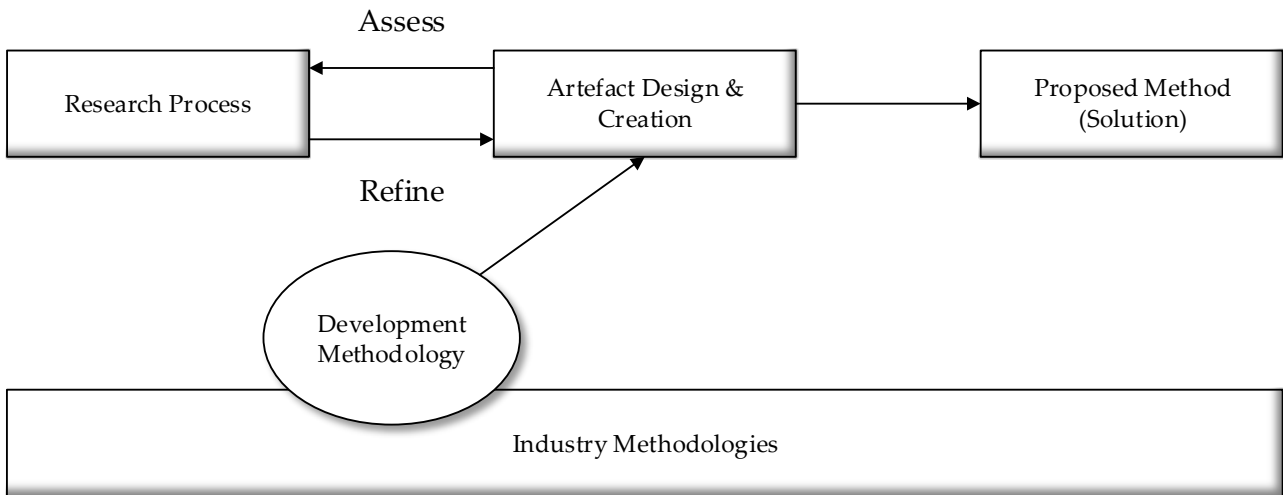 Assess
Research Process
Artefact Design &
Creation
Proposed Method
(Solution)
Refine
Development
Methodology
Industry Methodologies